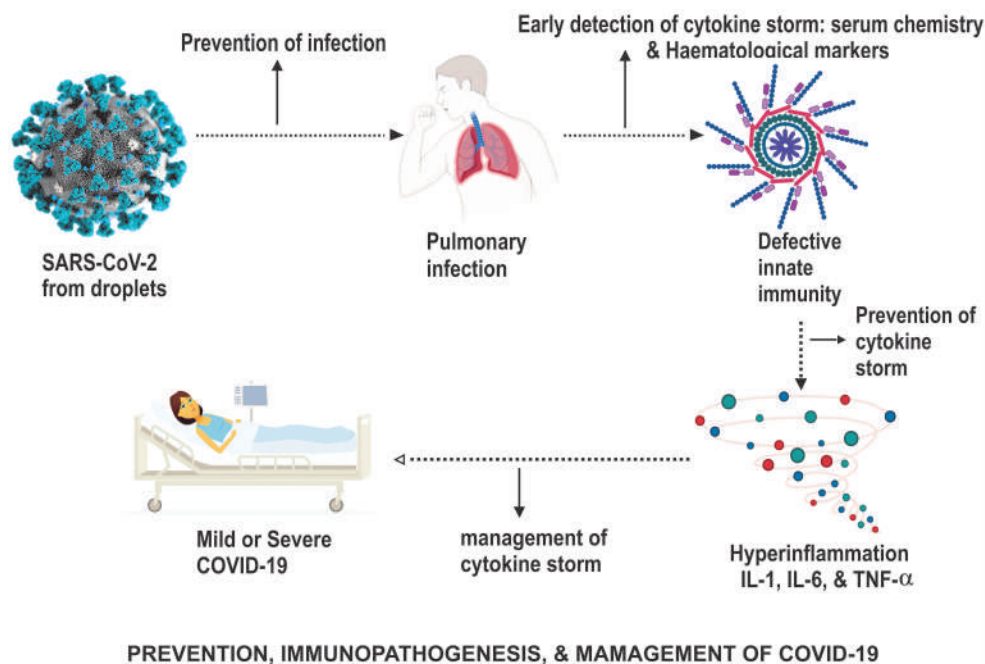 Prevention of infection
Early detection of cytokine storm: serum chemistry
& Haematological markers
SARS-CoV-2
from droplets
Pulmonary
infection
Defective
innate
immunity
Prevention of
cytokine
storm
Mild or Severe
COVID-19
management of
cytokine storm
Hyperinflammation
IL-1, IL-6, & TNF-α
PREVENTION, IMMUNOPATHOGENESIS, & MAMAGEMENT OF COVID-19